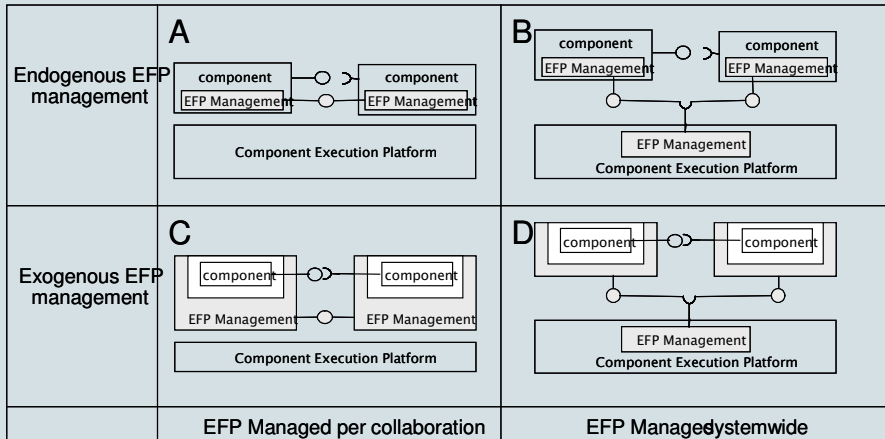 Endogenous EFP
management
A
component
component
EFP Management
EFP Management
Component Execution Platform
B
component
component
EFP Management
EFP Management
EFP Management
Component Execution Platform
Exogenous EFP
management
C
component
component
EFP Management
EFP Management
Component Execution Platform
D
component
component
EFP Management
Component Execution Platform
EFP Managed per collaboration
EFP Managed systemwide